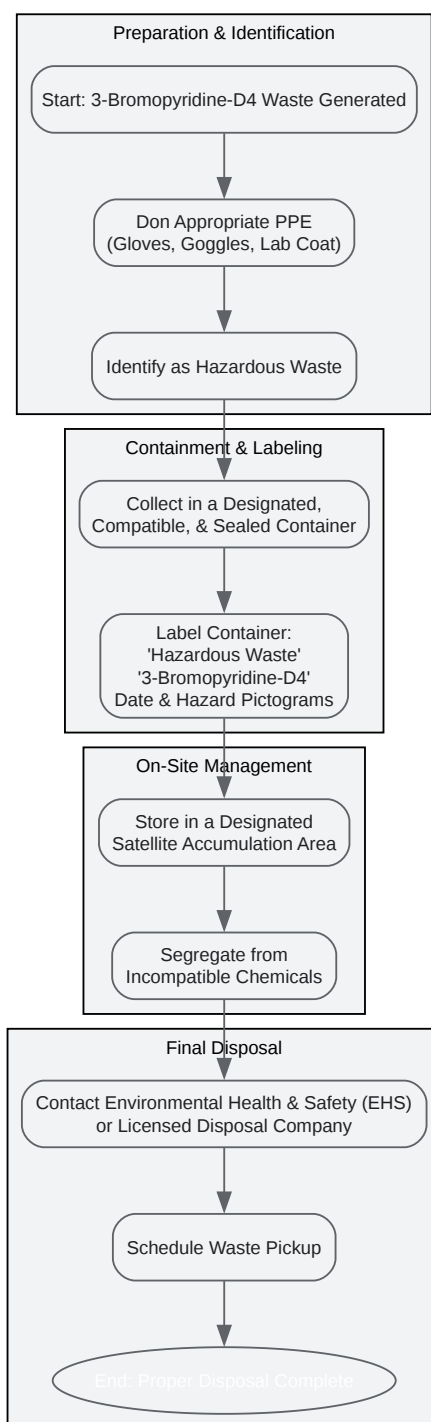 Preparation & Identification
Start: 3-Bromopyridine-D4 Waste Generated
Don Appropriate PPE
(Gloves, Goggles, Lab Coat)
Identify as Hazardous Waste
Containment & Labeling
Collect in a Designated,
Compatible, & Sealed Container
Label Container:
'Hazardous Waste'
'3-Bromopyridine-D4'
Date & Hazard Pictograms
On-Site Management
Store in a Designated
Satellite Accumulation Area
Segregate from
Incompatible Chemicals
Final Disposal
Contact Environmental Health & Safety (EHS)
or Licensed Disposal Company
Schedule Waste Pickup
End: Proper Disposal Complete